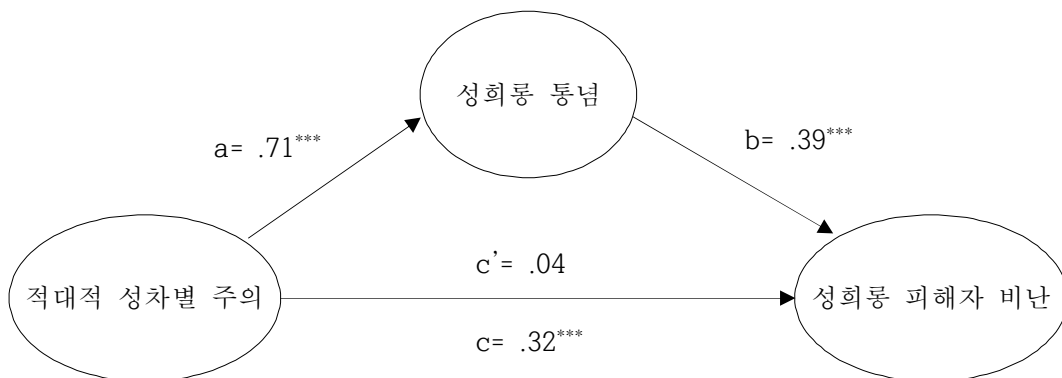 성희롱 통념
a= .71***
b= .39***
c’= .04
적대적 성차별 주의
성희롱 피해자 비난
c= .32***